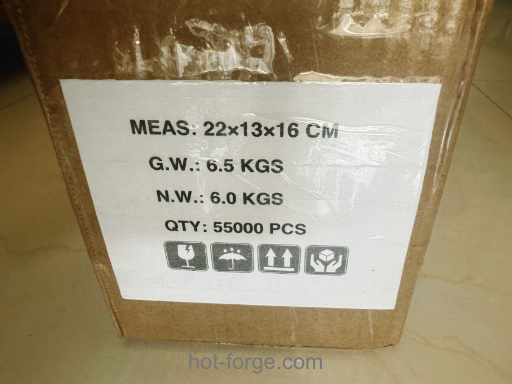 MEAS: 22×13×16 CM
G.W.: 6.5 KGS
N.W.: 6.0 KGS
QTY: 55000 PCS
hot-forge.com